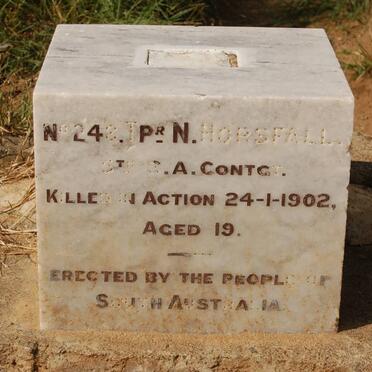 No 243. Tpr N. Horsfall.
5th S.A. Contgt.
Killed in Action 24-1-1902,
Aged 19.
Erected by the people of
South Australia.